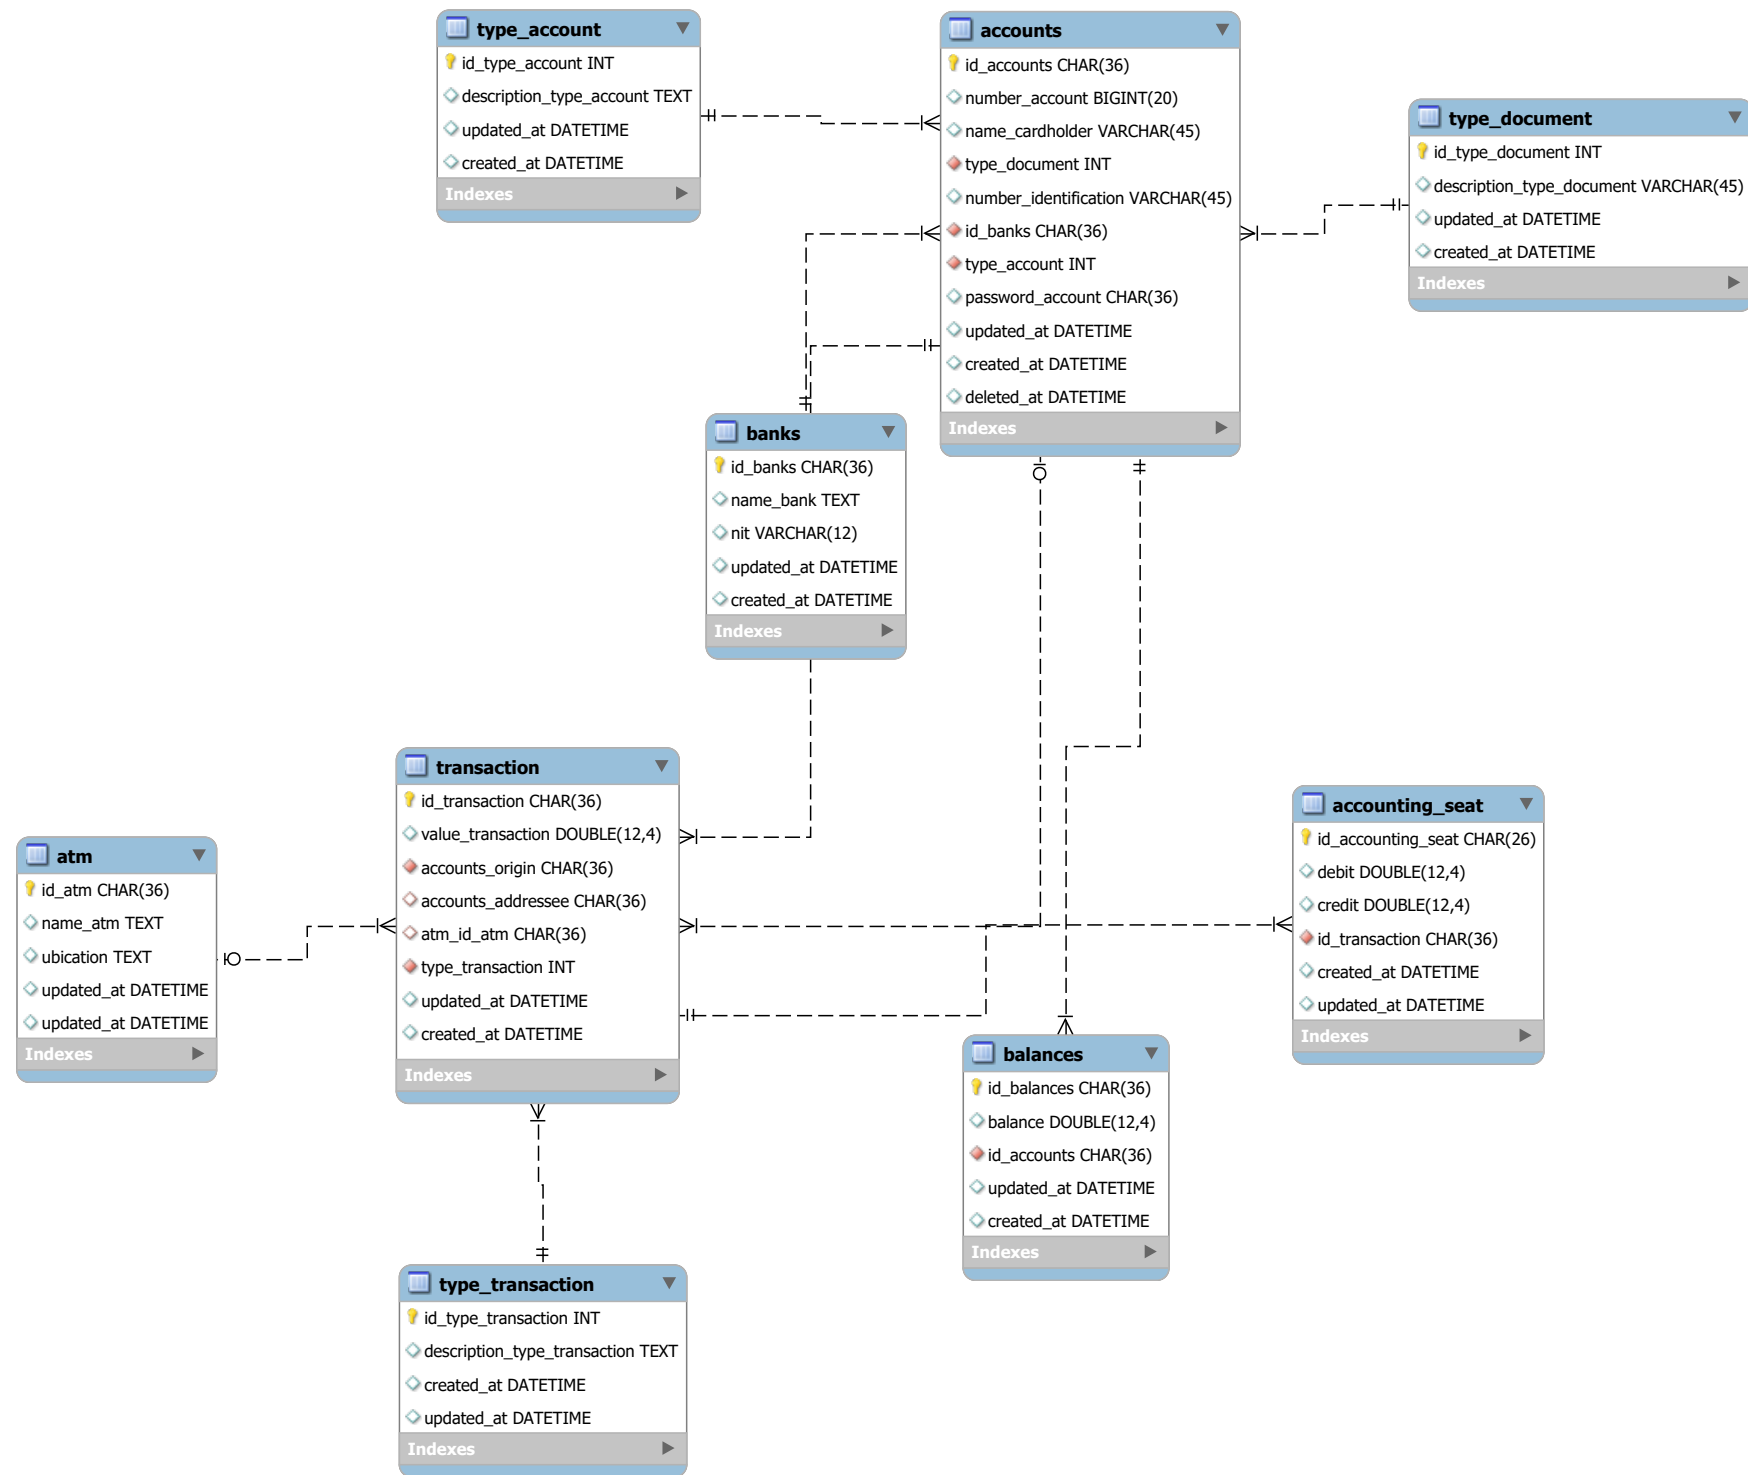 type_account
id_type_account INT
description_type_account TEXT
updated_at DATETIME
created_at DATETIME
Indexes
accounts
id_accounts CHAR(36)
number_account BIGINT(20)
name_cardholder VARCHAR(45)
type_document INT
number_identification VARCHAR(45)
id_banks CHAR(36)
type_account INT
password_account CHAR(36)
updated_at DATETIME
created_at DATETIME
deleted_at DATETIME
Indexes
type_document
id_type_document INT
description_type_document VARCHAR(45)
updated_at DATETIME
created_at DATETIME
Indexes
banks
id_banks CHAR(36)
name_bank TEXT
nit VARCHAR(12)
updated_at DATETIME
created_at DATETIME
Indexes
transaction
id_transaction CHAR(36)
value_transaction DOUBLE(12,4)
accounts_origin CHAR(36)
accounts_addressee CHAR(36)
atm_id_atm CHAR(36)
type_transaction INT
updated_at DATETIME
created_at DATETIME
Indexes
accounting_seat
id_accounting_seat CHAR(26)
debit DOUBLE(12,4)
credit DOUBLE(12,4)
id_transaction CHAR(36)
created_at DATETIME
updated_at DATETIME
Indexes
atm
id_atm CHAR(36)
name_atm TEXT
ubication TEXT
updated_at DATETIME
updated_at DATETIME
Indexes
balances
id_balances CHAR(36)
balance DOUBLE(12,4)
id_accounts CHAR(36)
updated_at DATETIME
created_at DATETIME
Indexes
type_transaction
id_type_transaction INT
description_type_transaction TEXT
created_at DATETIME
updated_at DATETIME
Indexes